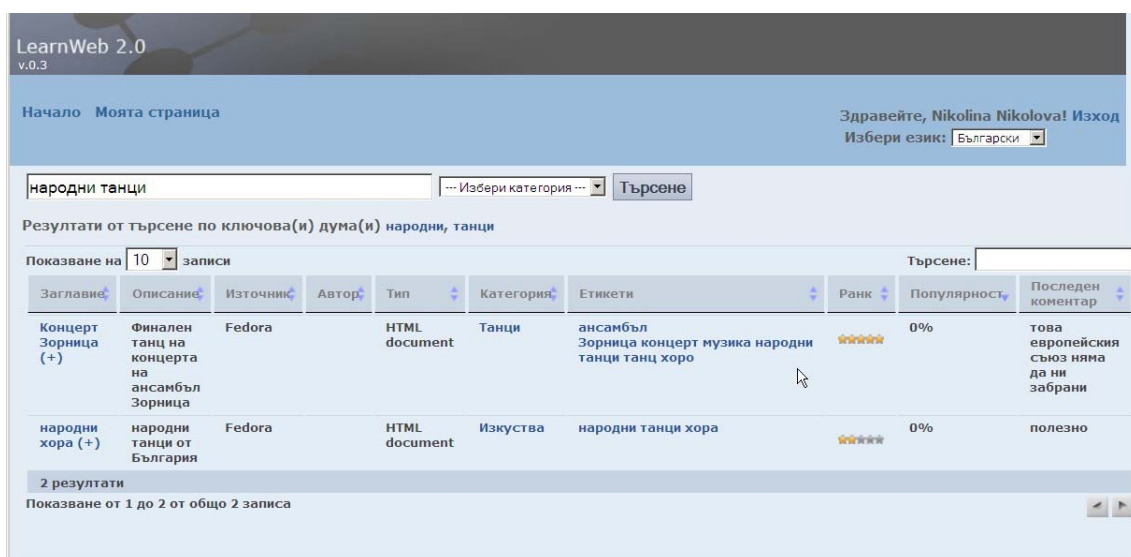 LearnWeb 2.0
v.0.3
Начало Моята страница
Здравейте, Nikolina Nikolova! Изход
Избери език: Български
народни танци
--- Избери категория ---
Търсене
Резултати от търсене по ключова(и) дума(и) народни, танци
Показване на 10 записи
Търсене:
Заглавие Описание Източник Автор Тип Категория Етикети Ранк Популярност Последен
коментар
Концерт
Зорница
(+)
Финален
танц на
концерта
на
ансамбъл
Зорница
Fedora
HTML
document
Танци
ансамбъл
Зорница концерт музика народни
танци танц хоро
0%
това
европейския
съюз няма
да ни
забрани
народни
хора (+)
народни
танци от
България
Fedora
HTML
document
Изкуства
народни танци хора
0%
полезно
2 резултати
Показване от 1 до 2 от общо 2 записа